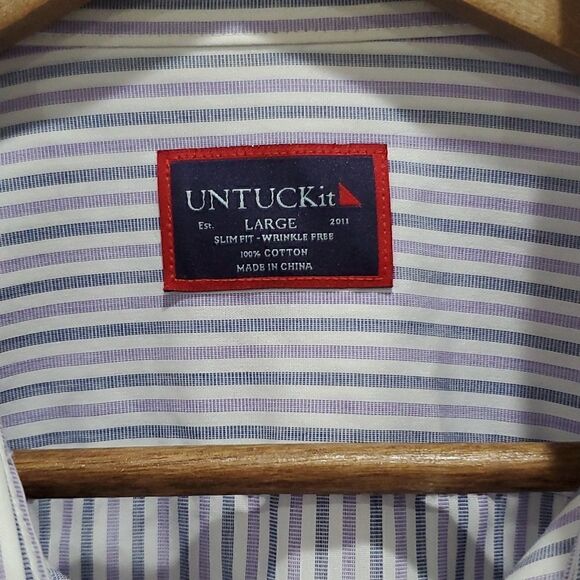 UNTUCKit
Est. LARGE 2011
SLIM FIT - WRINKLE FREE
100% COTTON
MADE IN CHINA